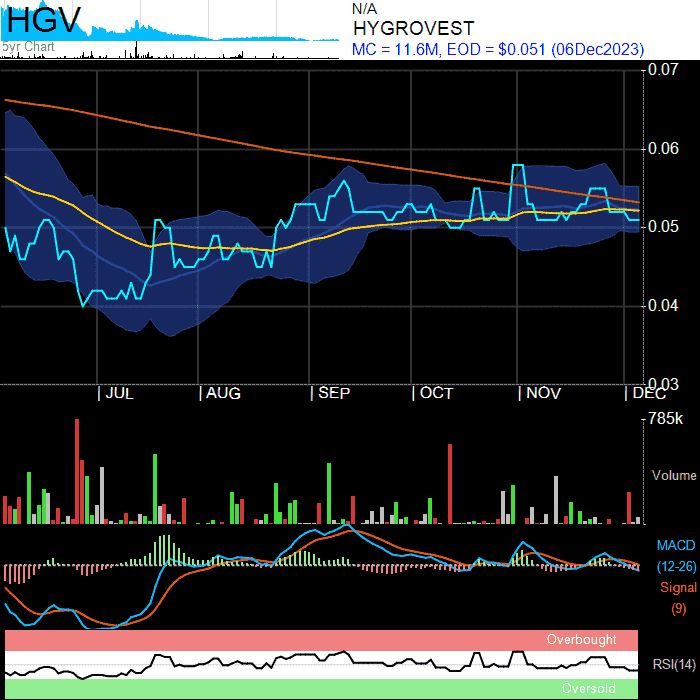 HGV
5yr Chart
N/A
HYGROVEST
MC = 11.6M, EOD = $0.051 (06Dec2023)
0.07
0.06
0.05
0.04
0.03
JUL AUG SEP OCT NOV DEC
785k
Volume
MACD
(12-26)
Signal
(9)
Overbought
RSI(14)
Oversold